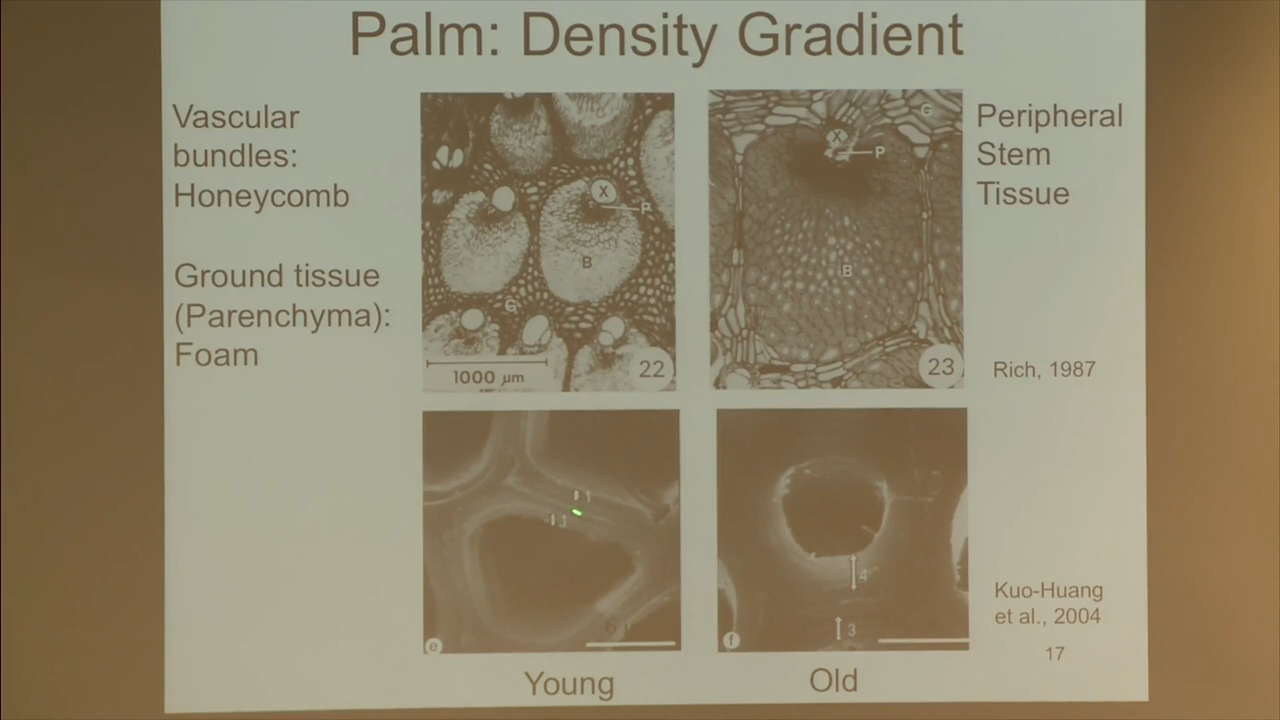 Palm: Density Gradient
Vascular
bundles:
Honeycomb
Ground tissue
(Parenchyma):
Foam
X
P
B
G
1000 μm
22
G
X
P
B
23
Peripheral
Stem
Tissue
Rich, 1987
1
e
4
3
f
Kuo-Huang
et al., 2004
17
Young
Old